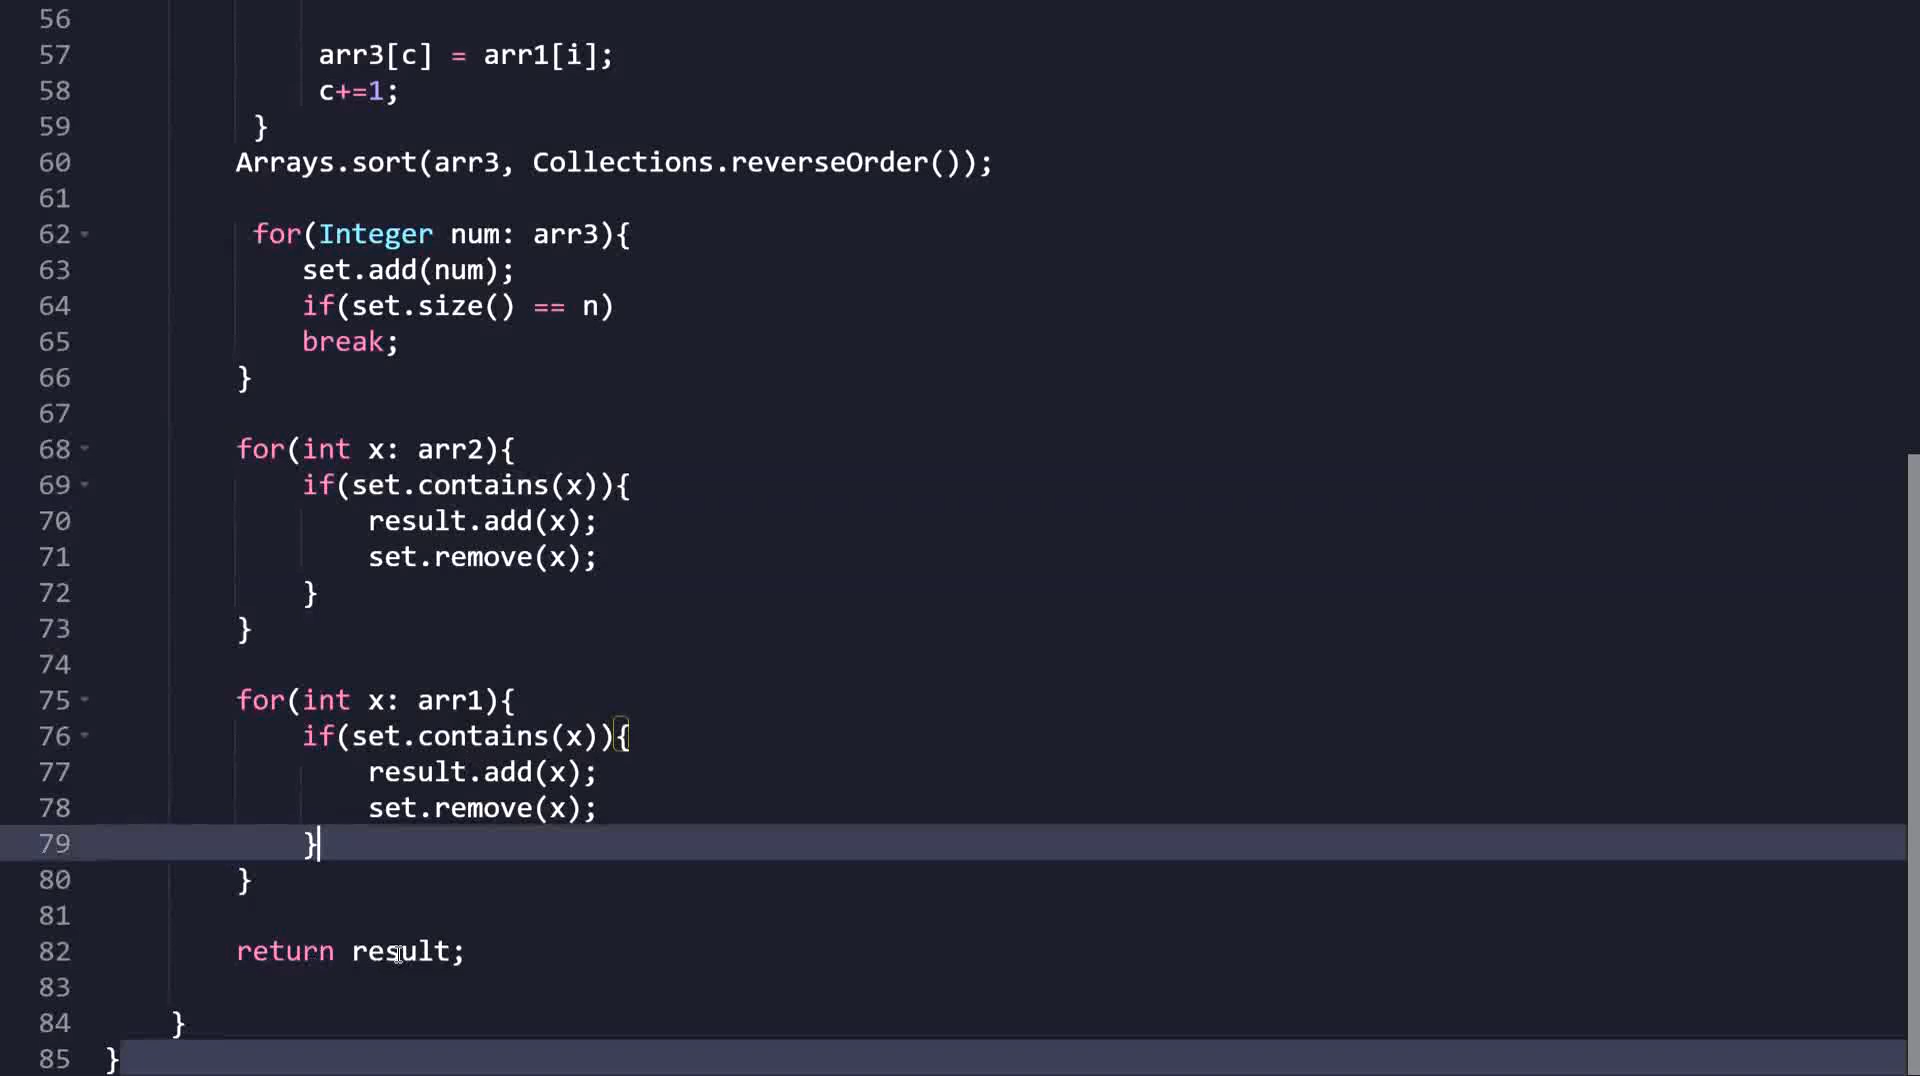 56
57 arr3[c] = arr1[i];
58 c+=1;
59 }
60 Arrays.sort(arr3, Collections.reverseOrder());
61
62 for(Integer num: arr3){
63 set.add(num);
64 if(set.size() == n)
65 break;
66 }
67
68 for(int x: arr2){
69 if(set.contains(x)){
70 result.add(x);
71 set.remove(x);
72 }
73 }
74
75 for(int x: arr1){
76 if(set.contains(x)){
77 result.add(x);
78 set.remove(x);
79 }
80 }
81
82 return result;
83
84 }
85 }